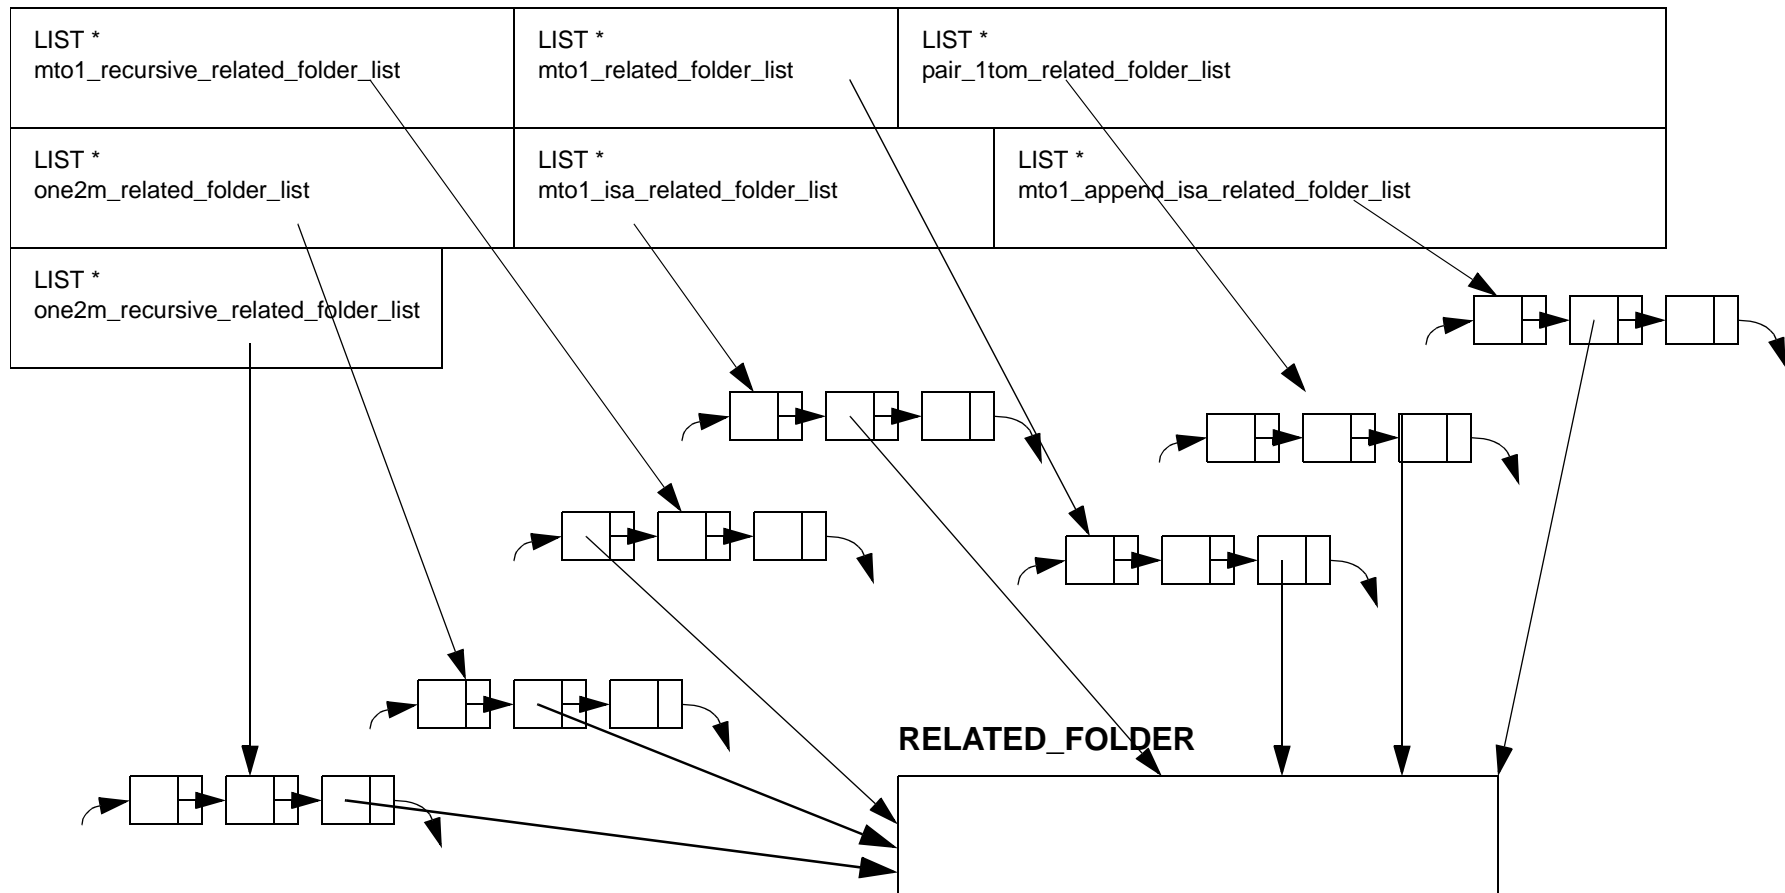 LIST *
mto1_recursive_related_folder_list
LIST *
mto1_related_folder_list
LIST *
pair_1tom_related_folder_list
LIST *
one2m_related_folder_list
LIST *
mto1_isa_related_folder_list
LIST *
mto1_append_isa_related_folder_list
LIST *
one2m_recursive_related_folder_list
RELATED_FOLDER